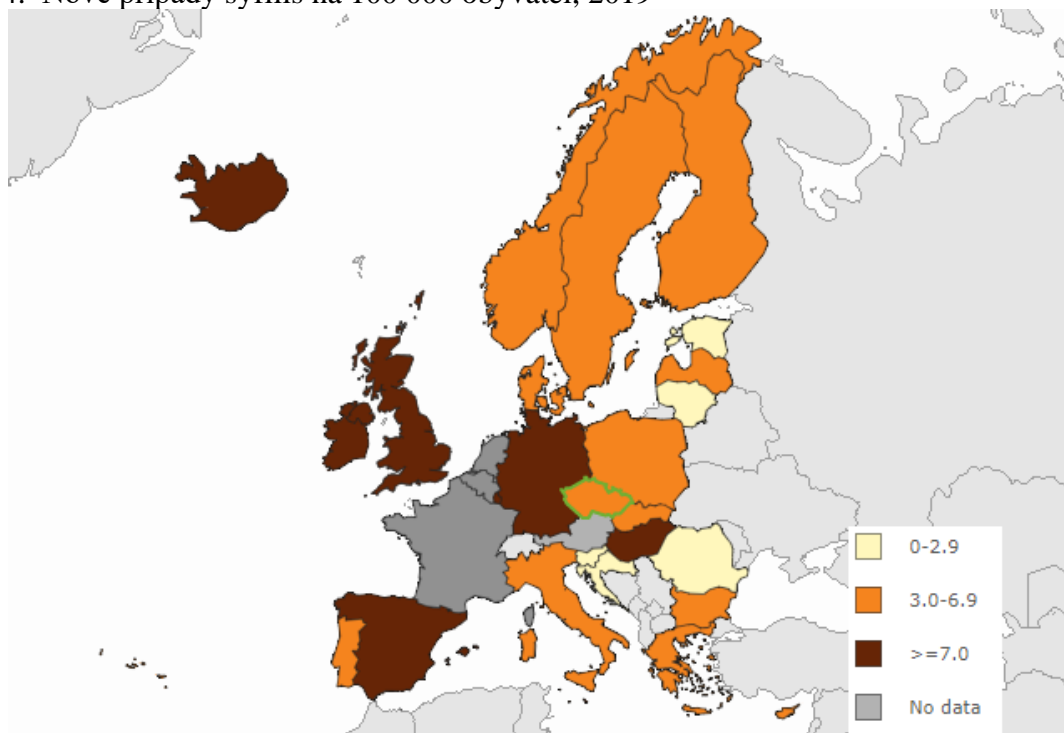 4. Nové případy syfilis na 100 000 obyvatel, 2019
0-2.9
3.0-6.9
>=7.0
No data